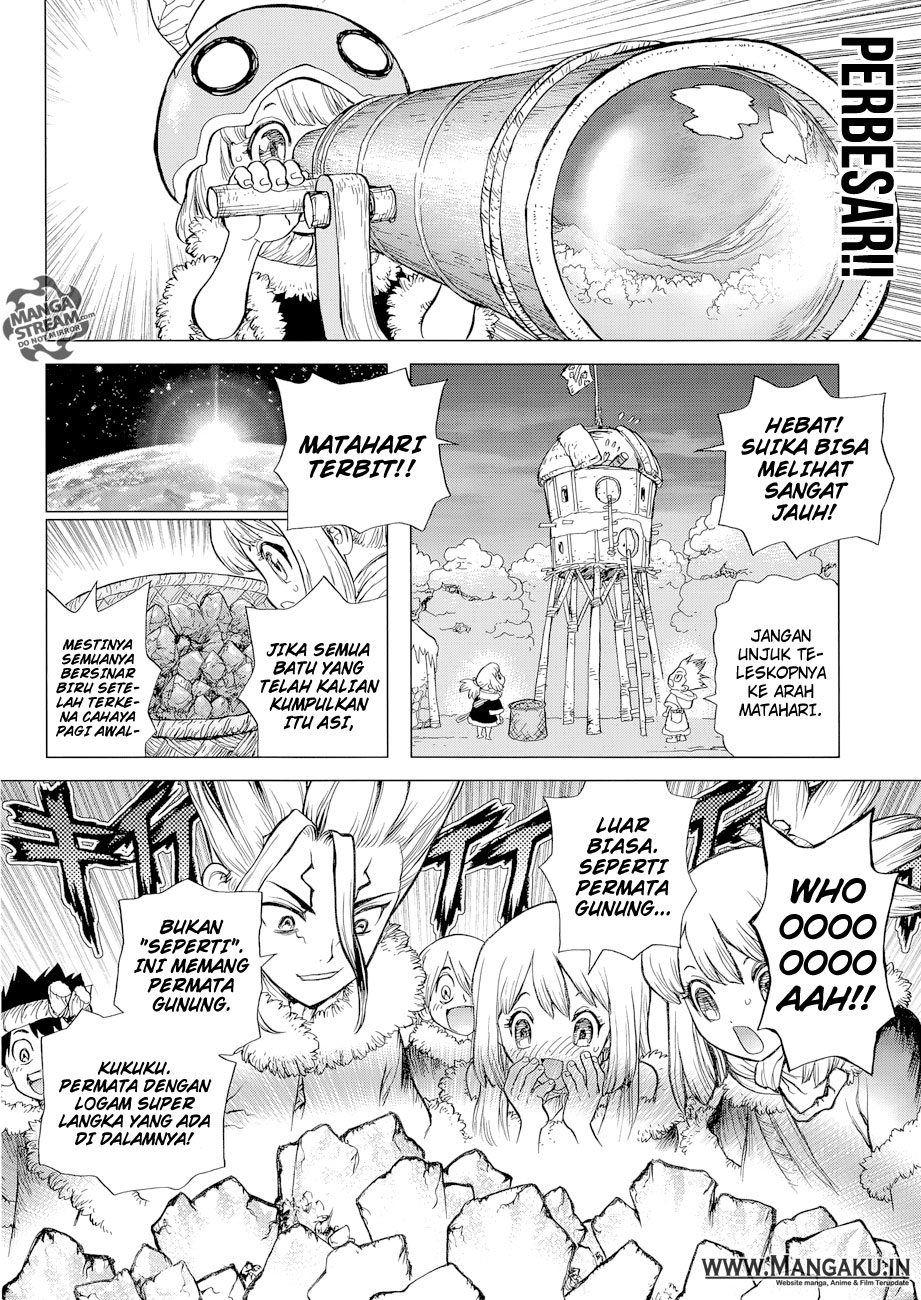 PERBESAR!!
MANGA
STREAM.com
DO NOT MIRROR
HEBAT!
SUIKA BISA
MELIHAT
SANGAT
JAUH!
JANGAN
UNJUK TE-
LESKOPNYA
KE ARAH
MATAHARI.
MATAHARI
TERBIT!!
JIKA SEMUA
BATU YANG
TELAH KALIAN
KUMPULKAN
ITU ASI,
MESTINYA
SEMUANYA
BERSINAR
BIRU SETE-
LAH TERKE-
NA CAHAYA
PAGI AWAL-
WHO
OOOO
OOOO
AAH!!
LUAR
BIASA.
SEPERTI
PERMATA
GUNUNG...
BUKAN
"SEPERTI".
INI MEMANG
PERMATA
GUNUNG.
KUKUKU.
PERMATA DENGAN
LOGAM SUPER
LANGKA YANG ADA
DI DALAMNYA!
WWW.MANGAKU.IN
Website manga, Anime & Film Terupdate